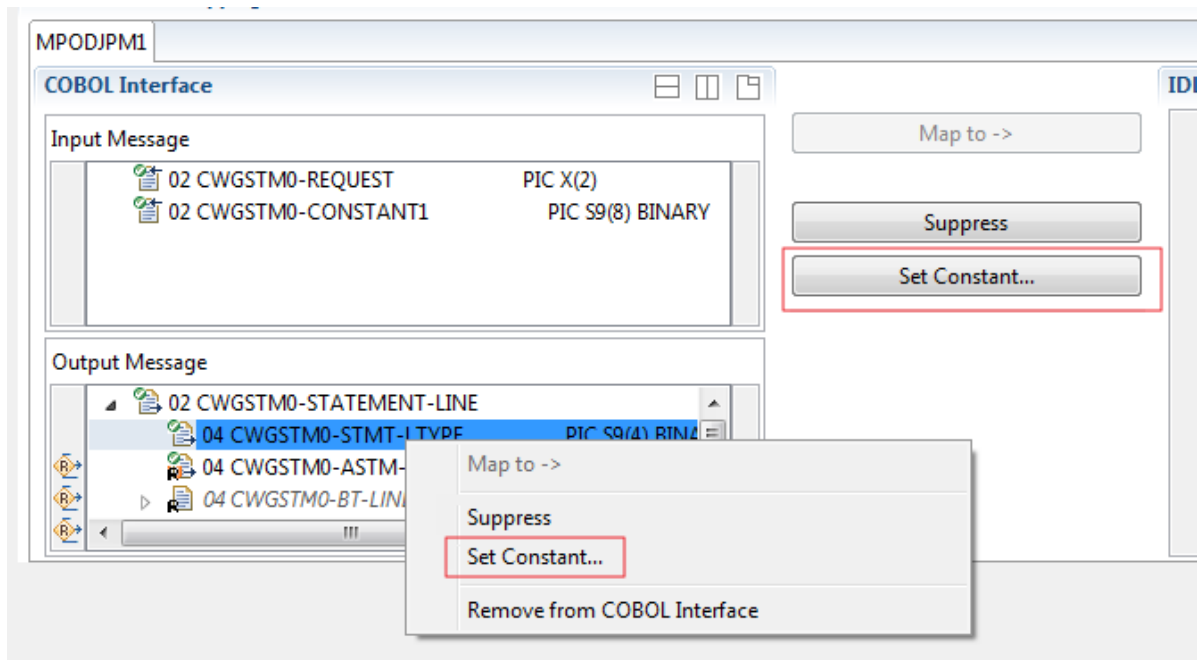 MPODJPM1
COBOL Interface
IDI
Input Message
02 CWGSTM0-REQUEST PIC X(2)
02 CWGSTM0-CONSTANT1 PIC S9(8) BINARY
Map to ->
Suppress
Set Constant...
Output Message
02 CWGSTM0-STATEMENT-LINE
04 CWGSTM0-STMT-LTYPE PIC S9(4) BINA
04 CWGSTM0-ASTM-
04 CWGSTM0-BT-LINE
Map to ->
Suppress
Set Constant...
Remove from COBOL Interface